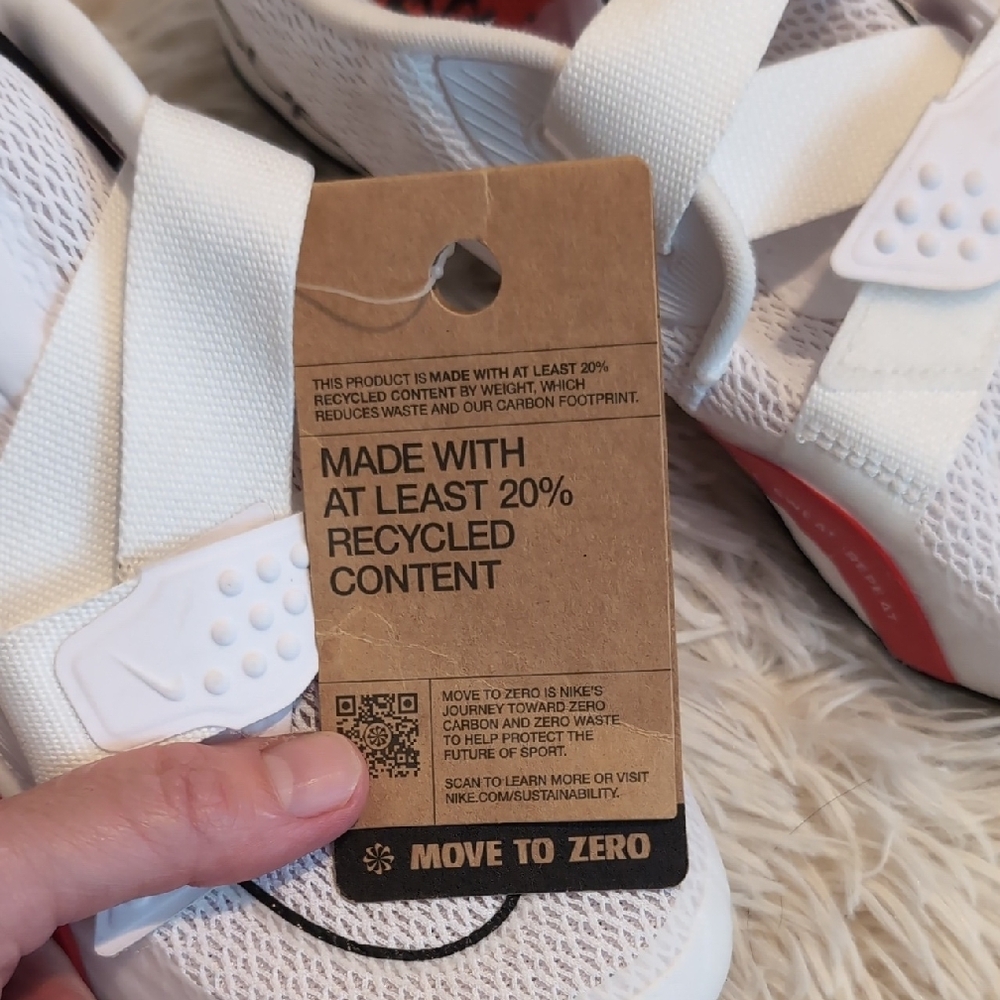 THIS PRODUCT IS MADE WITH AT LEAST 20%
RECYCLED CONTENT BY WEIGHT, WHICH
REDUCES WASTE AND OUR CARBON FOOTPRINT.
MADE WITH
AT LEAST 20%
RECYCLED
CONTENT
MOVE TO ZERO IS NIKE'S
JOURNEY TOWARD ZERO
CARBON AND ZERO WASTE
TO HELP PROTECT THE
FUTURE OF SPORT.
SCAN TO LEARN MORE OR VISIT
NIKE.COM/SUSTAINABILITY.
MOVE TO ZERO
REPEAT